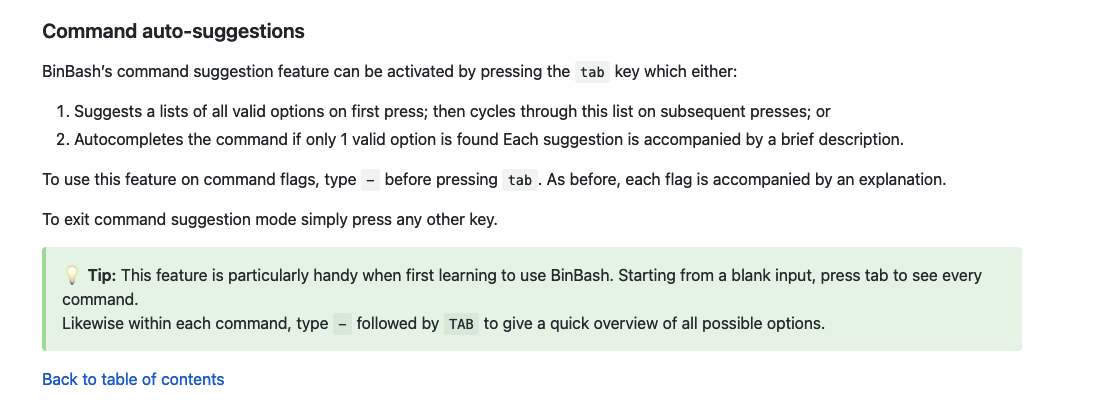 Command auto-suggestions
BinBash's command suggestion feature can be activated by pressing the tab key which either:
1. Suggests a lists of all valid options on first press; then cycles through this list on subsequent presses; or
2. Autocompletes the command if only 1 valid option is found Each suggestion is accompanied by a brief description.
To use this feature on command flags, type - before pressing tab . As before, each flag is accompanied by an explanation.
To exit command suggestion mode simply press any other key.
💡 Tip: This feature is particularly handy when first learning to use BinBash. Starting from a blank input, press tab to see every
command.
Likewise within each command, type - followed by TAB to give a quick overview of all possible options.
Back to table of contents